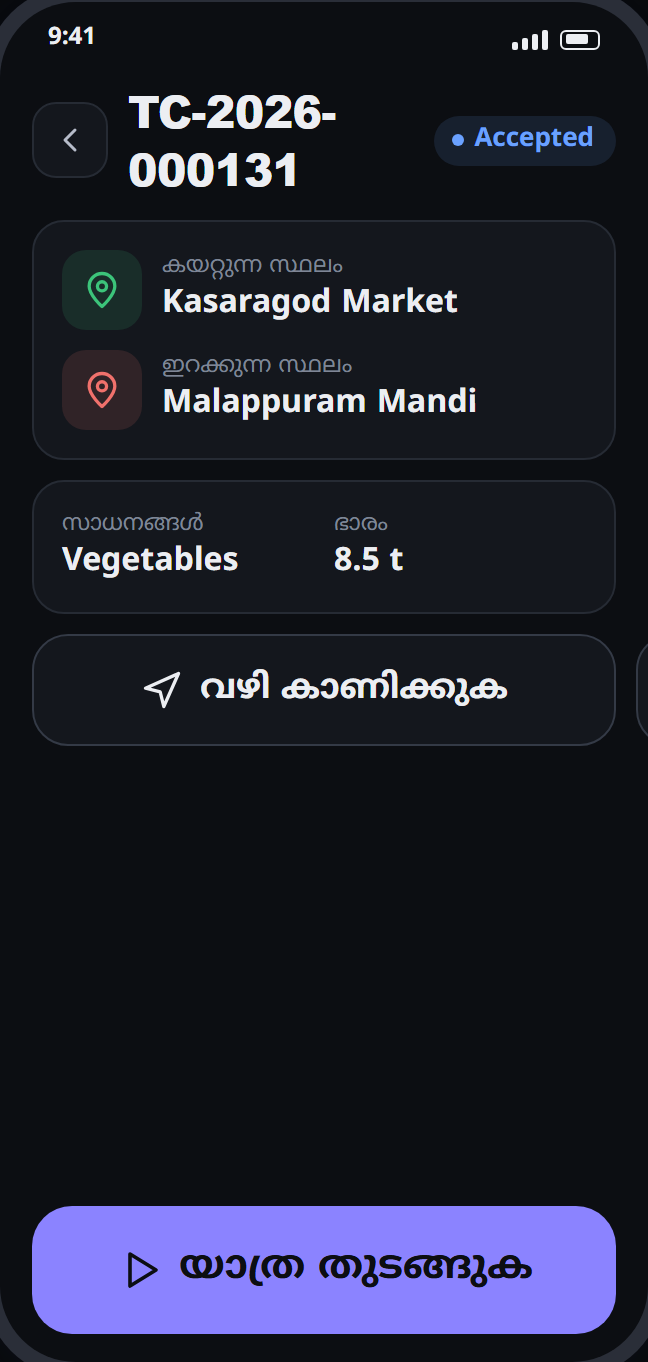 9:41
TC-2026-
000131
Accepted
കയറ്റുന്ന സ്ഥലം
Kasaragod Market
ഇറക്കുന്ന സ്ഥലം
Malappuram Mandi
സാധനങ്ങൾ
ഭാരം
Vegetables
8.5 t
വഴി കാണിക്കുക
യാത്ര തുടങ്ങുക